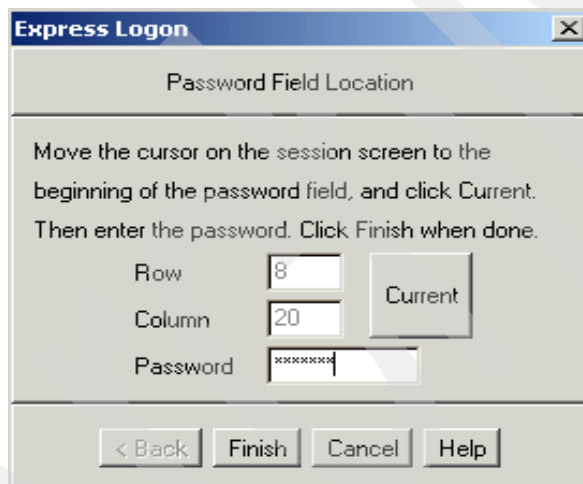 Express Logon
Password Field Location
Move the cursor on the session screen to the
beginning of the password field, and click Current.
Then enter the password. Click Finish when done.
Row 8
Current
Column 20
Password *******
< Back Finish Cancel Help